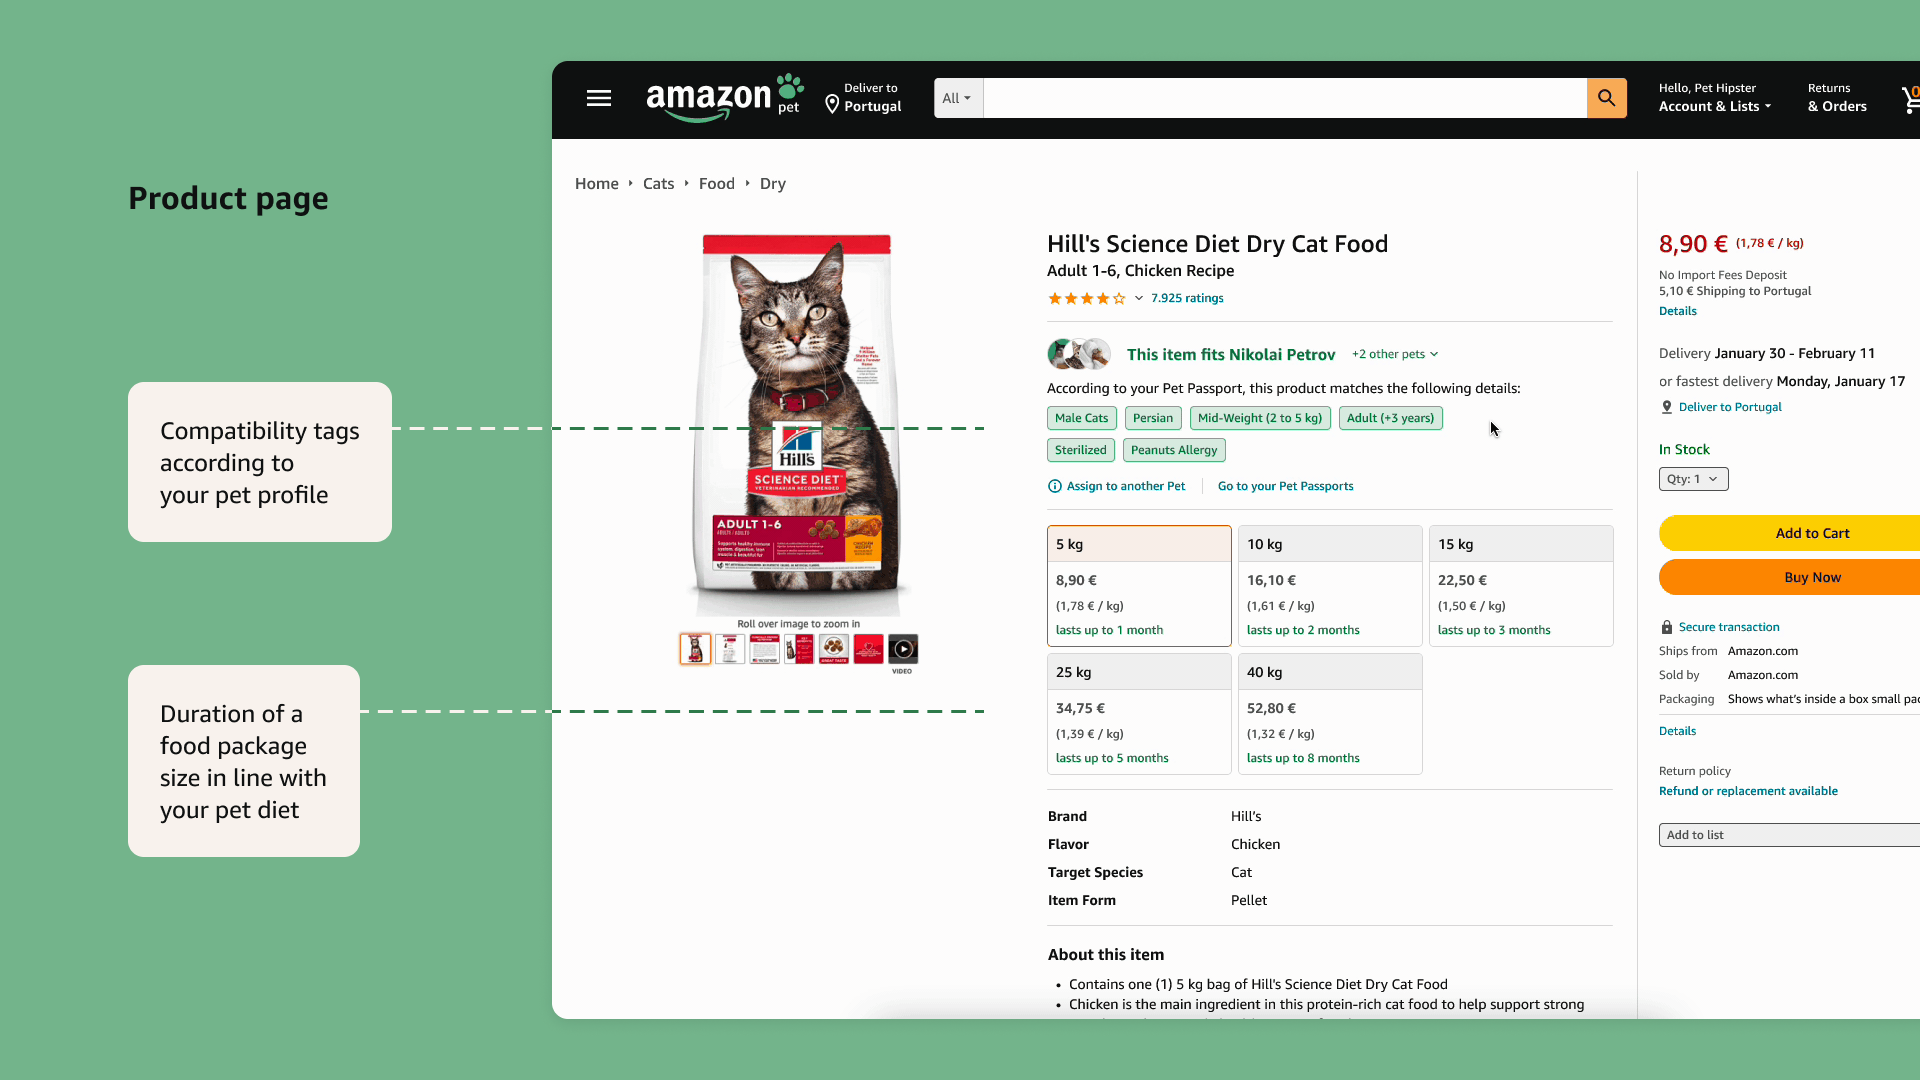 Product page
Compatibility tags
according to
your pet profile
Duration of a
food package
size in line with
your pet diet
amazon
pet
Deliver to
Portugal
All
Hello, Pet Hipster
Account & Lists
Returns
& Orders
0
Home
Cats
Food
Dry
Hill's
SCIENCE DIET
VETERINARIAN RECOMMENDED
ADULT 1-6
Roll over image to zoom in
VIDEO
Hill's Science Diet Dry Cat Food
Adult 1-6, Chicken Recipe
7.925 ratings
This item fits Nikolai Petrov
+2 other pets
According to your Pet Passport, this product matches the following details:
Male Cats
Persian
Mid-Weight (2 to 5 kg)
Adult (+3 years)
Sterilized
Peanuts Allergy
Assign to another Pet
Go to your Pet Passports
5 kg
8,90 €
(1,78 € / kg)
lasts up to 1 month
10 kg
16,10 €
(1,61 € / kg)
lasts up to 2 months
15 kg
22,50 €
(1,50 € / kg)
lasts up to 3 months
25 kg
34,75 €
(1,39 € / kg)
lasts up to 5 months
40 kg
52,80 €
(1,32 € / kg)
lasts up to 8 months
Brand Hill's
Flavor Chicken
Target Species Cat
Item Form Pellet
About this item
• Contains one (1) 5 kg bag of Hill's Science Diet Dry Cat Food
• Chicken is the main ingredient in this protein-rich cat food to help support strong
8,90 € (1,78 € / kg)
No Import Fees Deposit
5,10 € Shipping to Portugal
Details
Delivery January 30 - February 11
or fastest delivery Monday, January 17
Deliver to Portugal
In Stock
Qty: 1
Add to Cart
Buy Now
Secure transaction
Ships from Amazon.com
Sold by Amazon.com
Packaging Shows what's inside a box small pac
Details
Return policy
Refund or replacement available
Add to list